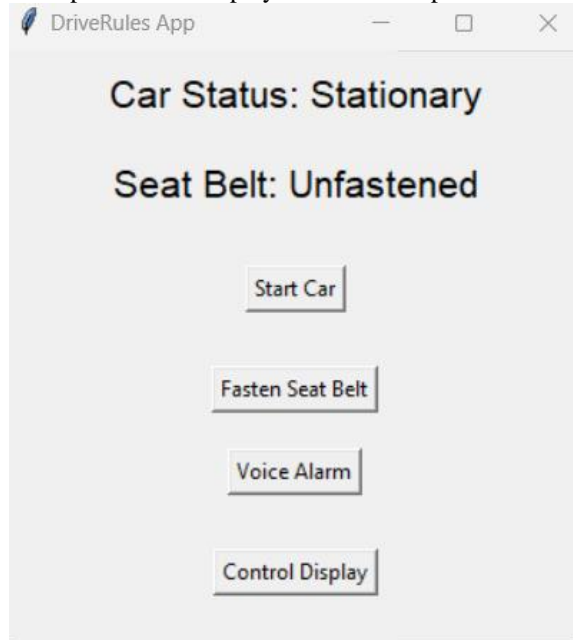 DriveRules App
Car Status: Stationary
Seat Belt: Unfastened
Start Car
Fasten Seat Belt
Voice Alarm
Control Display